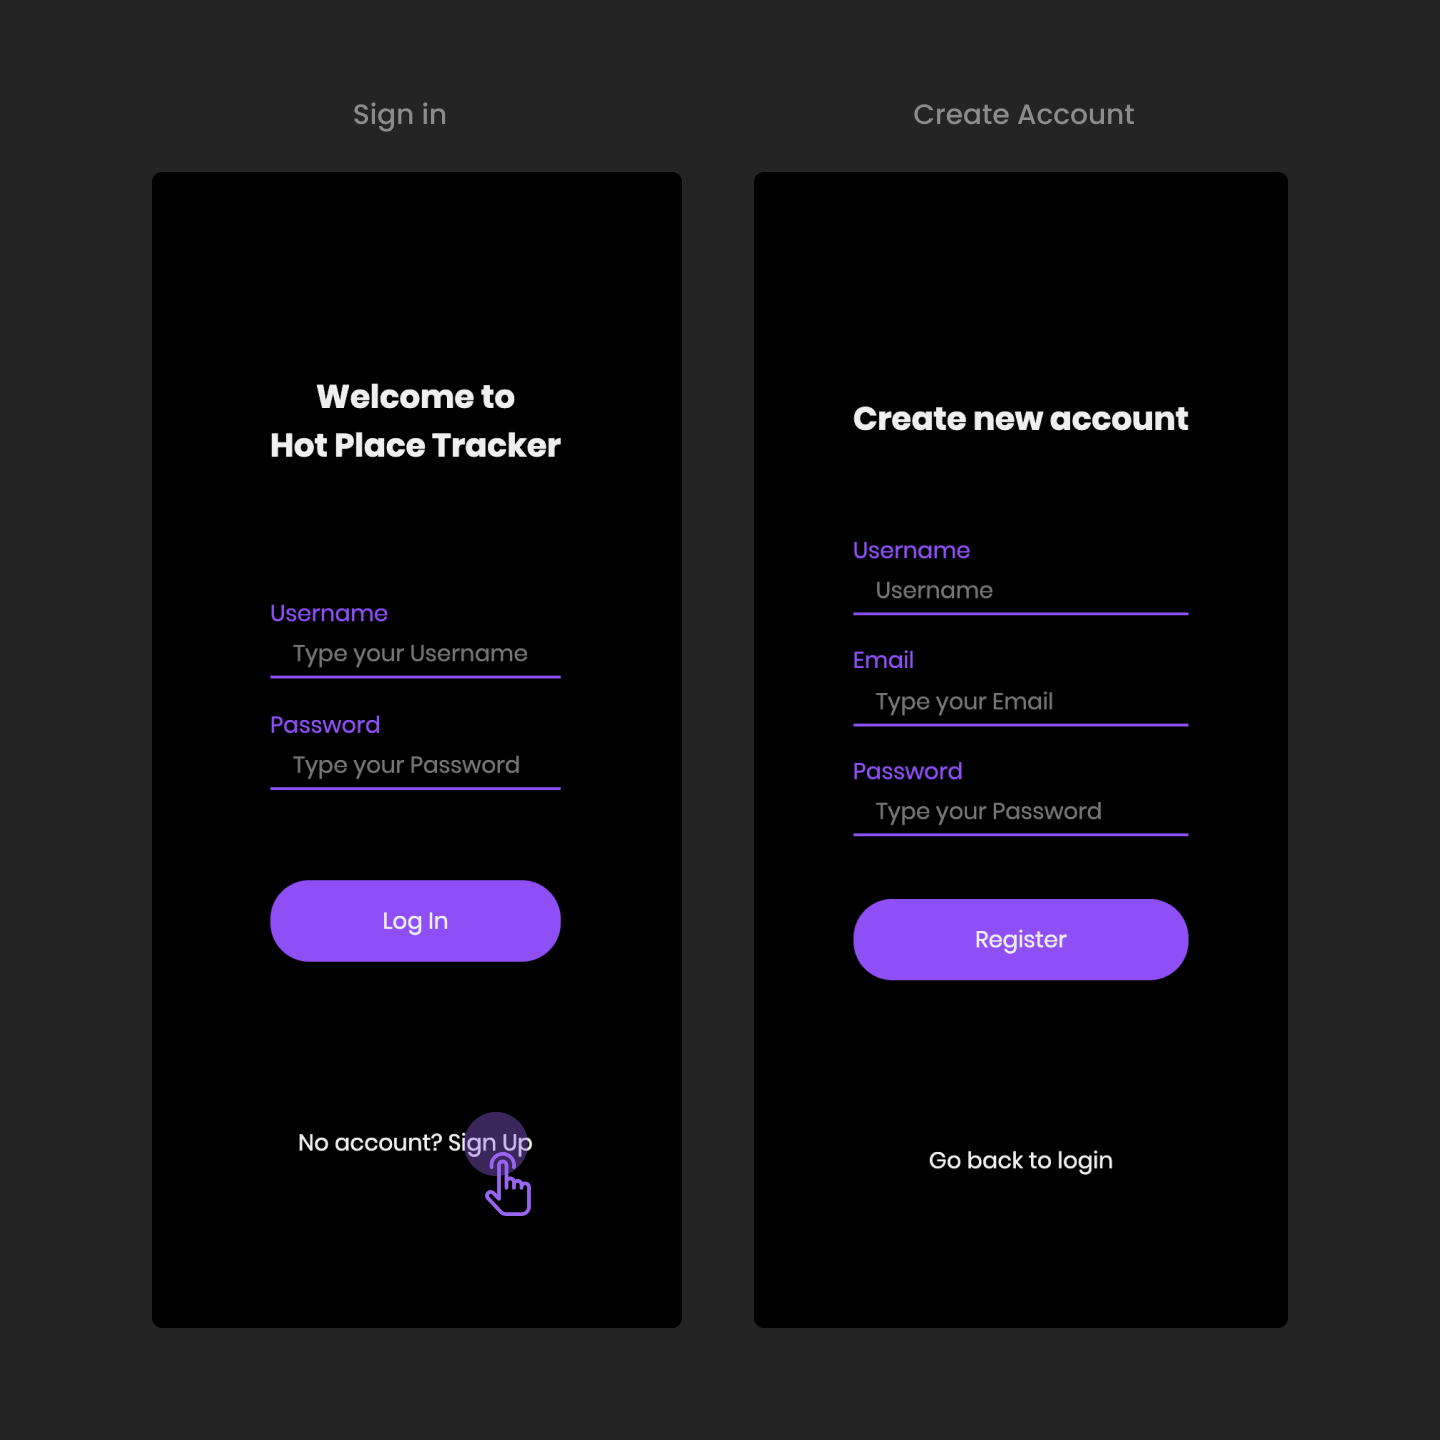 Sign in
Welcome to
Hot Place Tracker
Username
Type your Username
Password
Type your Password
Log In
No account? Sign Up
Create Account
Create new account
Username
Username
Email
Type your Email
Password
Type your Password
Register
Go back to login